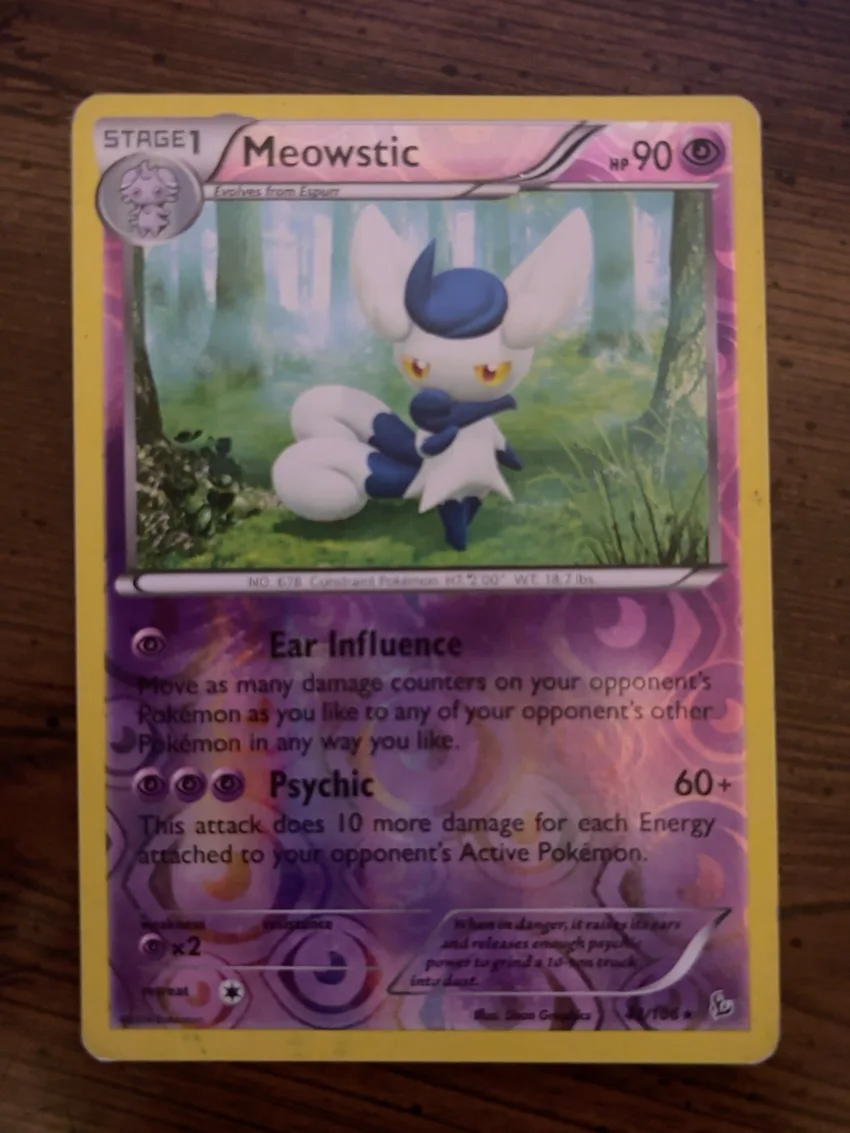 STAGE1
Meowstic
HP 90
Evolves from Espurr
NO. 678 Constraint Pokémon HT. 2'00" WT. 18.7 lbs.
Ear Influence
Move as many damage counters on your opponent's
Pokémon as you like to any of your opponent's other
Pokémon in any way you like.
Psychic 60+
This attack does 10 more damage for each Energy
attached to your opponent's Active Pokémon.
weakness resistance
×2
retreat
When in danger, it raises its ears
and releases enough psychic
power to grind a 10-ton truck
into dust.
Illus. Graphics /106